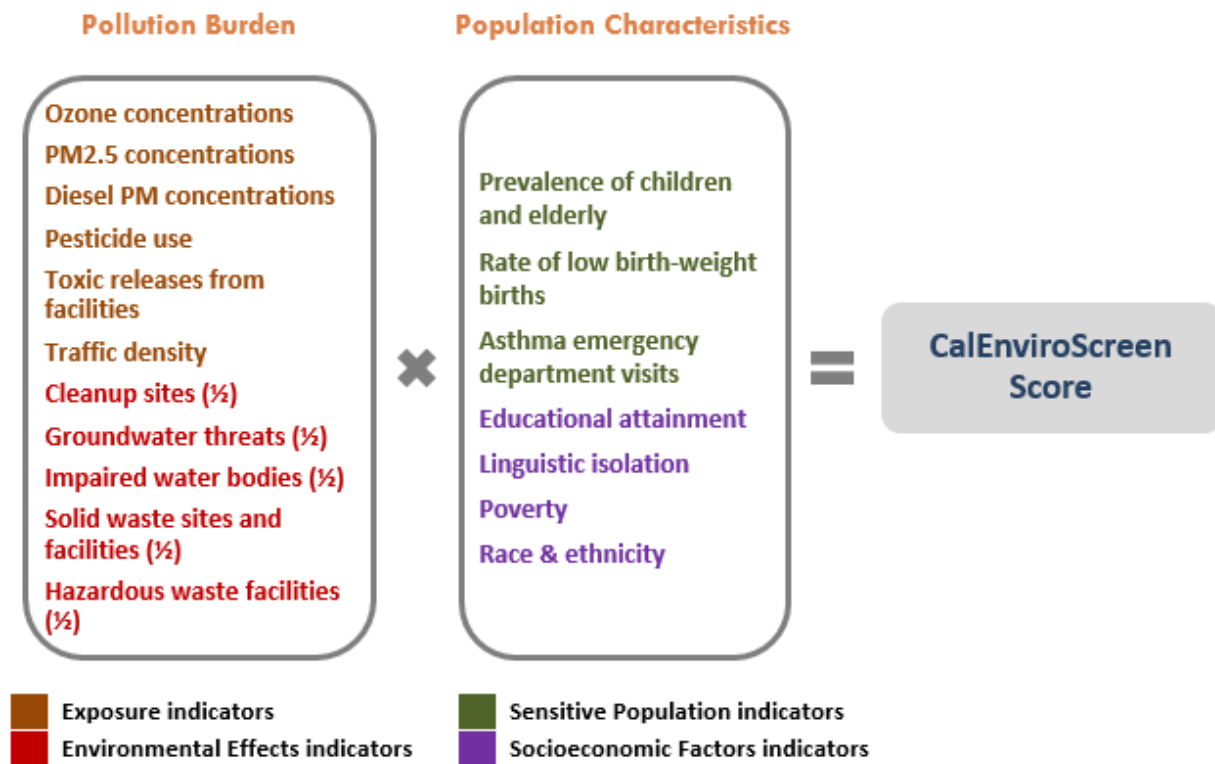 Pollution Burden
Ozone concentrations
PM2.5 concentrations
Diesel PM concentrations
Pesticide use
Toxic releases from
facilities
Traffic density
Cleanup sites (½)
Groundwater threats (½)
Impaired water bodies (½)
Solid waste sites and
facilities (½)
Hazardous waste facilities
(½)
Population Characteristics
Prevalence of children
and elderly
Rate of low birth-weight
births
Asthma emergency
department visits
Educational attainment
Linguistic isolation
Poverty
Race & ethnicity
CalEnviroScreen
Score
Exposure indicators
Environmental Effects indicators
Sensitive Population indicators
Socioeconomic Factors indicators